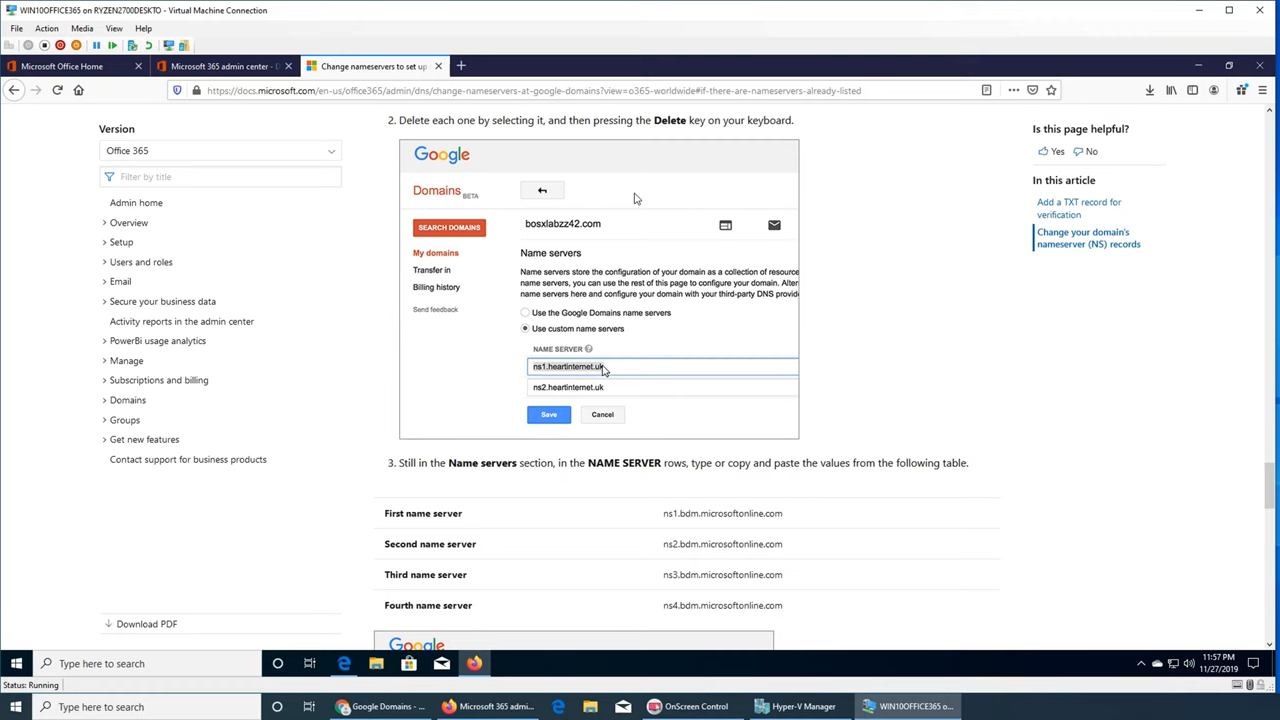 WIN10OFFICE365 on RYZEN2700DESKTO - Virtual Machine Connection
File Action Media View Help
Microsoft Office Home
Microsoft 365 admin center - D
Change nameservers to set up
https://docs.microsoft.com/en-us/office365/admin/dns/change-nameservers-at-google-domains?view=o365-worldwide#if-there-are-nameservers-already-listed
Version
Office 365
Filter by title
Admin home
Overview
Setup
Users and roles
Email
Secure your business data
Activity reports in the admin center
PowerBi usage analytics
Manage
Subscriptions and billing
Domains
Groups
Get new features
Contact support for business products
Download PDF
2. Delete each one by selecting it, and then pressing the Delete key on your keyboard.
Google
Domains BETA
SEARCH DOMAINS
bosxlabzz42.com
My domains
Transfer in
Billing history
Send feedback
Name servers
Name servers store the configuration of your domain as a collection of resource
name servers, you can use the rest of this page to configure your domain. Alter
name servers here and configure your domain with your third-party DNS provide
Use the Google Domains name servers
Use custom name servers
NAME SERVER
ns1.heartinternet.uk
ns2.heartinternet.uk
Save Cancel
3. Still in the Name servers section, in the NAME SERVER rows, type or copy and paste the values from the following table.
First name server ns1.bdm.microsoftonline.com
Second name server ns2.bdm.microsoftonline.com
Third name server ns3.bdm.microsoftonline.com
Fourth name server ns4.bdm.microsoftonline.com
Google
Is this page helpful?
Yes No
In this article
Add a TXT record for
verification
Change your domain's
nameserver (NS) records
Type here to search
11:57 PM
11/27/2019
Status: Running
Type here to search
Google Domains - ...
Microsoft 365 admi...
OnScreen Control
Hyper-V Manager
WIN10OFFICE365 o...